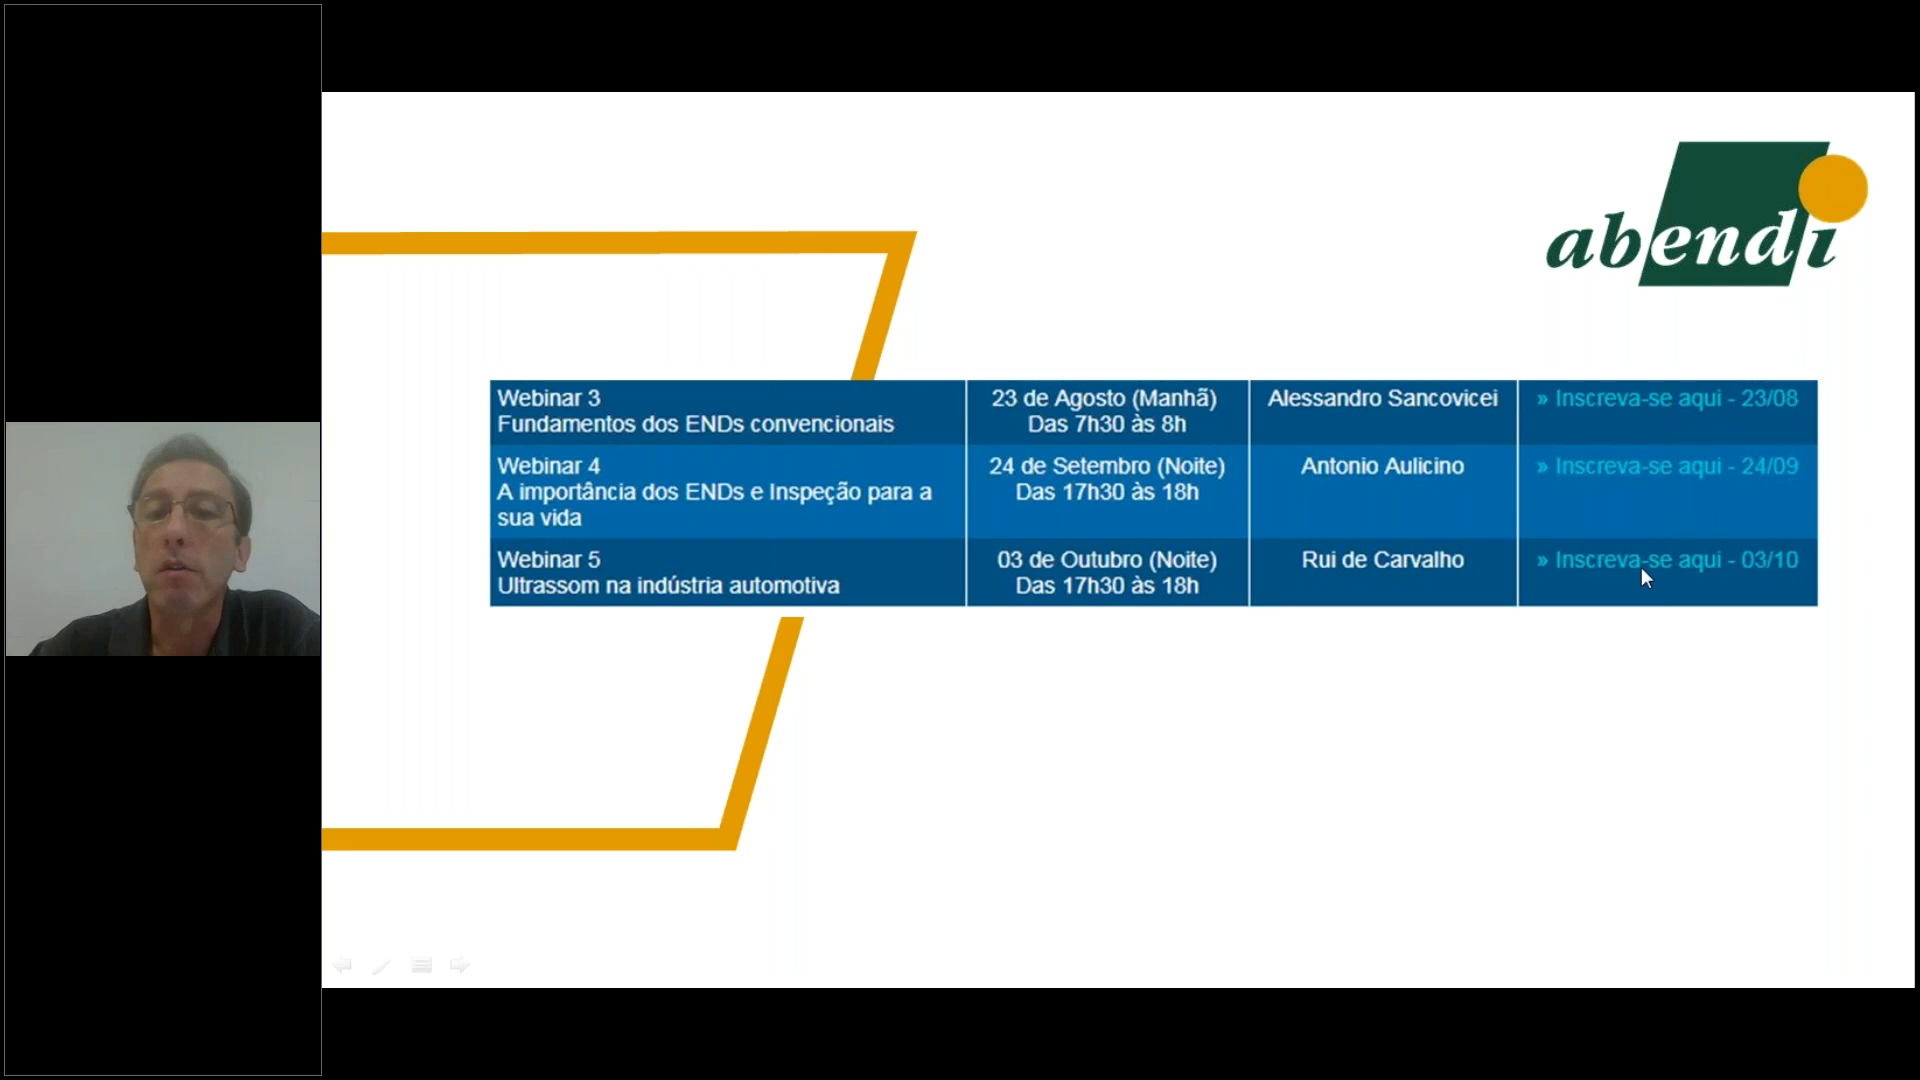 abendi
Webinar 3
Fundamentos dos ENDs convencionais
23 de Agosto (Manhã)
Das 7h30 às 8h
Alessandro Sancovicei
» Inscreva-se aqui - 23/08
Webinar 4
A importância dos ENDs e Inspeção para a
sua vida
24 de Setembro (Noite)
Das 17h30 às 18h
Antonio Aulicino
» Inscreva-se aqui - 24/09
Webinar 5
Ultrassom na indústria automotiva
03 de Outubro (Noite)
Das 17h30 às 18h
Rui de Carvalho
» Inscreva-se aqui - 03/10